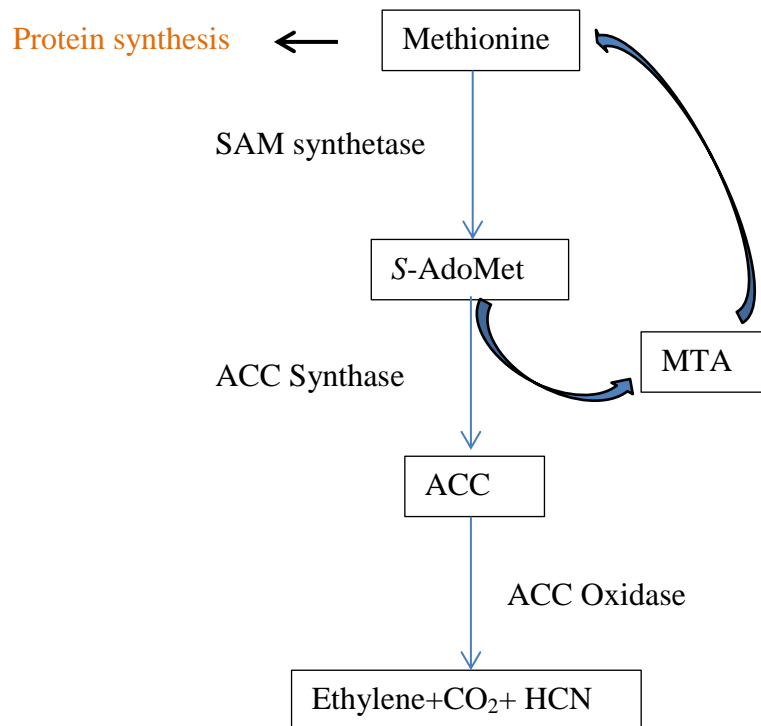 Protein synthesis
Methionine
SAM synthetase
S-AdoMet
MTA
ACC Synthase
ACC
ACC Oxidase
Ethylene+CO₂+ HCN